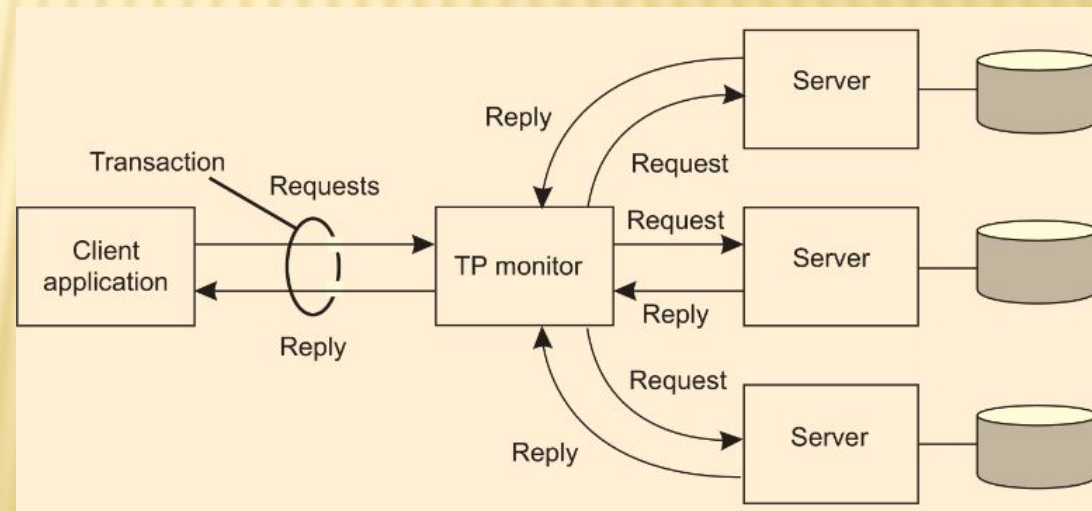 Server
Reply
Transaction
Requests
Request
Client
application
TP monitor
Request
Server
Reply
Reply
Request
Server
Reply